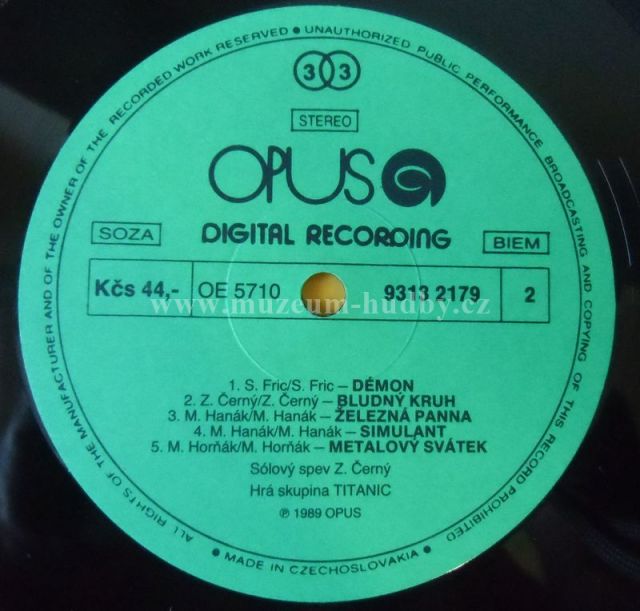 ALL RIGHTS OF THE MANUFACTURER AND OF THE OWNER OF THE RECORDED WORK RESERVED • UNAUTHORIZED PUBLIC PERFORMANCE BROADCASTING AND COPYING OF THIS RECORD PROHIBITED
33
STEREO
OPUS
SOZA DIGITAL RECORDING BIEM
Kčs 44,- OE 5710 9313 2179 2
www.muzeum-hudby.cz
1. S. Fric/S. Fric – DÉMON
2. Z. Černý/Z. Černý – BLUDNÝ KRUH
3. M. Hanák/M. Hanák – ŽELEZNÁ PANNA
4. M. Hanák/M. Hanák – SIMULANT
5. M. Horňák/M. Horňák – METALOVÝ SVÁTEK
Sólový spev Z. Černý
Hrá skupina TITANIC
℗ 1989 OPUS
• MADE IN CZECHOSLOVAKIA •